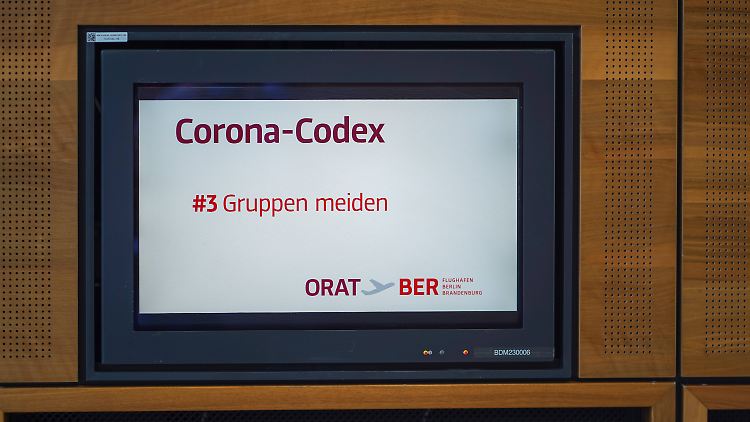 Corona-Codex
#3 Gruppen meiden
ORAT BER FLUGHAFEN
BERLIN
BRANDENBURG
BDM230006